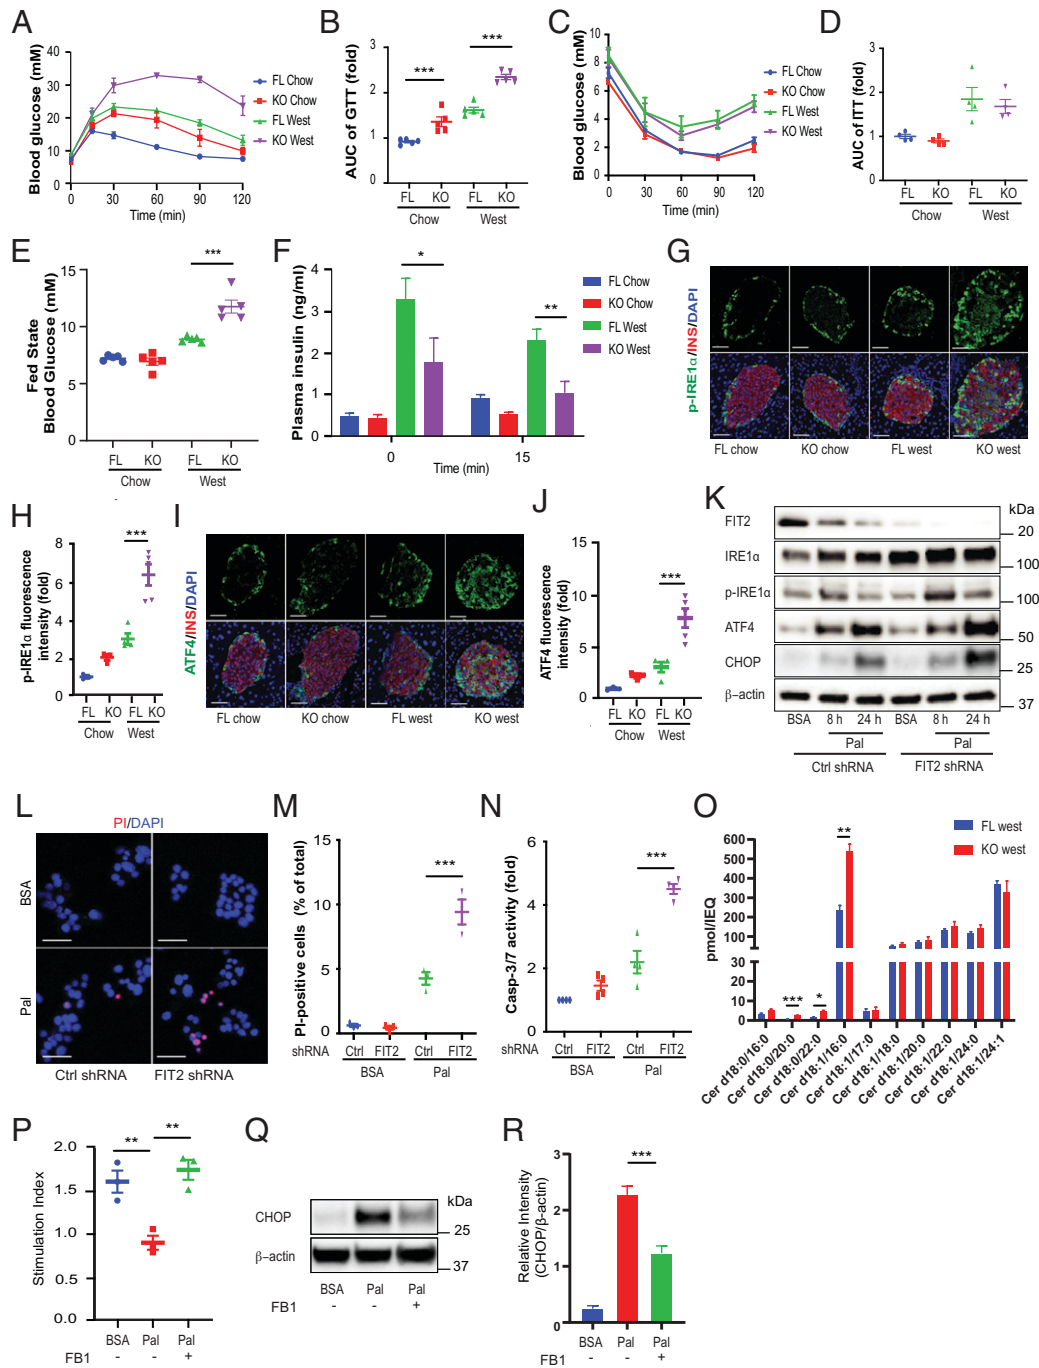 A
Blood glucose (mM)
40
30
20
10
0
0 30 60 90 120
Time (min)
FL Chow
KO Chow
FL West
KO West
B
AUC of GTT (fold)
3
2
1
0
***
***
FL KO FL KO
Chow West
C
Blood glucose (mM)
10
8
6
4
2
0
0 30 60 90 120
Time (min)
FL Chow
KO Chow
FL West
KO West
D
AUC of ITT (fold)
3
2
1
0
FL KO FL KO
Chow West
E
Fed State
Blood Glucose (mM)
15
10
5
0
***
FL KO FL KO
Chow West
F
Plasma insulin (ng/ml)
4
3
2
1
0
*
**
0 15
Time (min)
FL Chow
KO Chow
FL West
KO West
G
p-IRE1α/INS/DAPI
FL chow KO chow FL west KO west
H
p-IRE1α fluorescence
intensity (fold)
8
6
4
2
0
***
FL KO FL KO
Chow West
I
ATF4/INS/DAPI
FL chow KO chow FL west KO west
J
ATF4 fluorescence
intensity (fold)
15
10
5
0
***
FL KO FL KO
Chow West
K
kDa
FIT2
20
IRE1α
100
p-IRE1α
100
ATF4
50
CHOP
25
β-actin
37
BSA 8 h 24 h BSA 8 h 24 h
Pal Pal
Ctrl shRNA FIT2 shRNA
L
PI/DAPI
BSA
Pal
Ctrl shRNA FIT2 shRNA
M
PI-positive cells (% of total)
15
10
5
0
***
shRNA Ctrl FIT2 Ctrl FIT2
BSA Pal
N
Casp-3/7 activity (fold)
6
4
2
0
***
shRNA Ctrl FIT2 Ctrl FIT2
BSA Pal
O
pmol/IEQ
600
500
400
300
200
100
30
20
10
0
***
*
**
FL west
KO west
Cer d18:0/16:0
Cer d18:0/20:0
Cer d18:0/22:0
Cer d18:1/16:0
Cer d18:1/17:0
Cer d18:1/18:0
Cer d18:1/20:0
Cer d18:1/22:0
Cer d18:1/24:0
Cer d18:1/24:1
P
Stimulation Index
2.0
1.5
1.0
0.5
0.0
**
**
BSA Pal Pal
FB1 - - +
Q
kDa
CHOP
25
β-actin
37
BSA Pal Pal
FB1 - - +
R
Relative Intensity
(CHOP/β-actin)
3
2
1
0
***
BSA Pal Pal
FB1 - - +